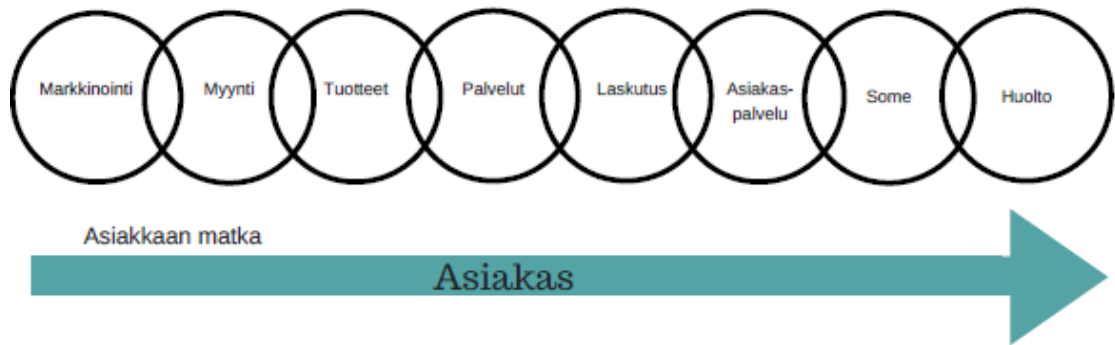 Markkinointi
Myynti
Tuotteet
Palvelut
Laskutus
Asiakas-
palvelu
Some
Huolto
Asiakkaan matka
Asiakas